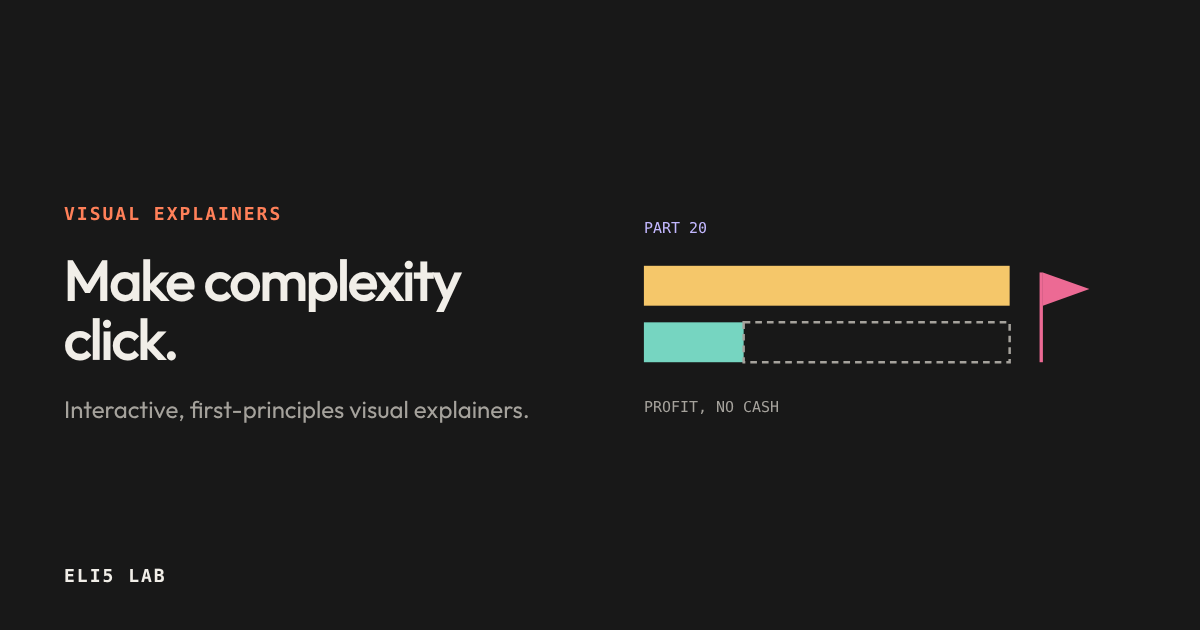 VISUAL EXPLAINERS
Make complexity
click.
Interactive, first-principles visual explainers.
ELI5 LAB
PART 20
PROFIT, NO CASH